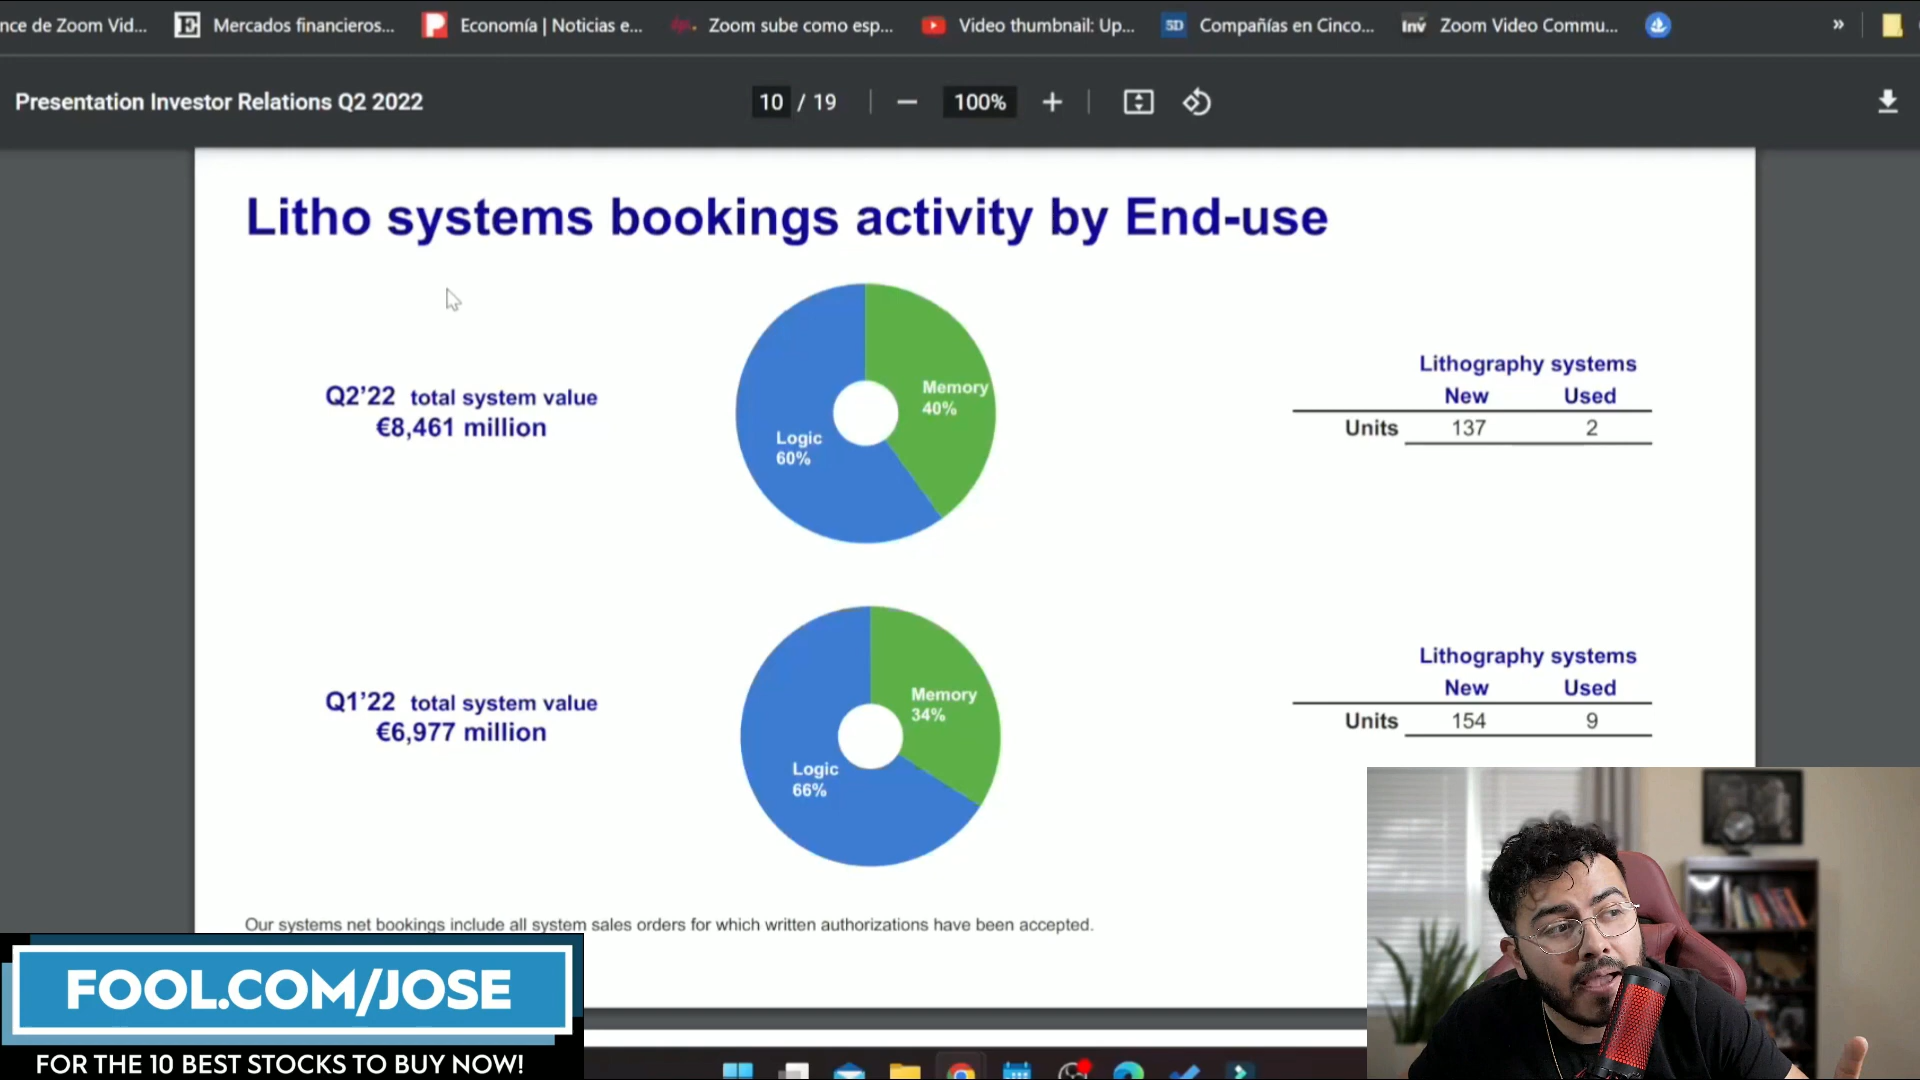 nce de Zoom Vid...
Mercados financieros...
Economía | Noticias e...
Zoom sube como esp...
Video thumbnail: Up...
5D
Compañías en Cinco...
Inv
Zoom Video Commu...
»
Presentation Investor Relations Q2 2022
10 / 19
100%
Litho systems bookings activity by End-use
Q2'22 total system value
€8,461 million
Memory
40%
Logic
60%
Lithography systems
New Used
Units 137 2
Q1'22 total system value
€6,977 million
Memory
34%
Logic
66%
Lithography systems
New Used
Units 154 9
Our systems net bookings include all system sales orders for which written authorizations have been accepted.
FOOL.COM/JOSE
FOR THE 10 BEST STOCKS TO BUY NOW!